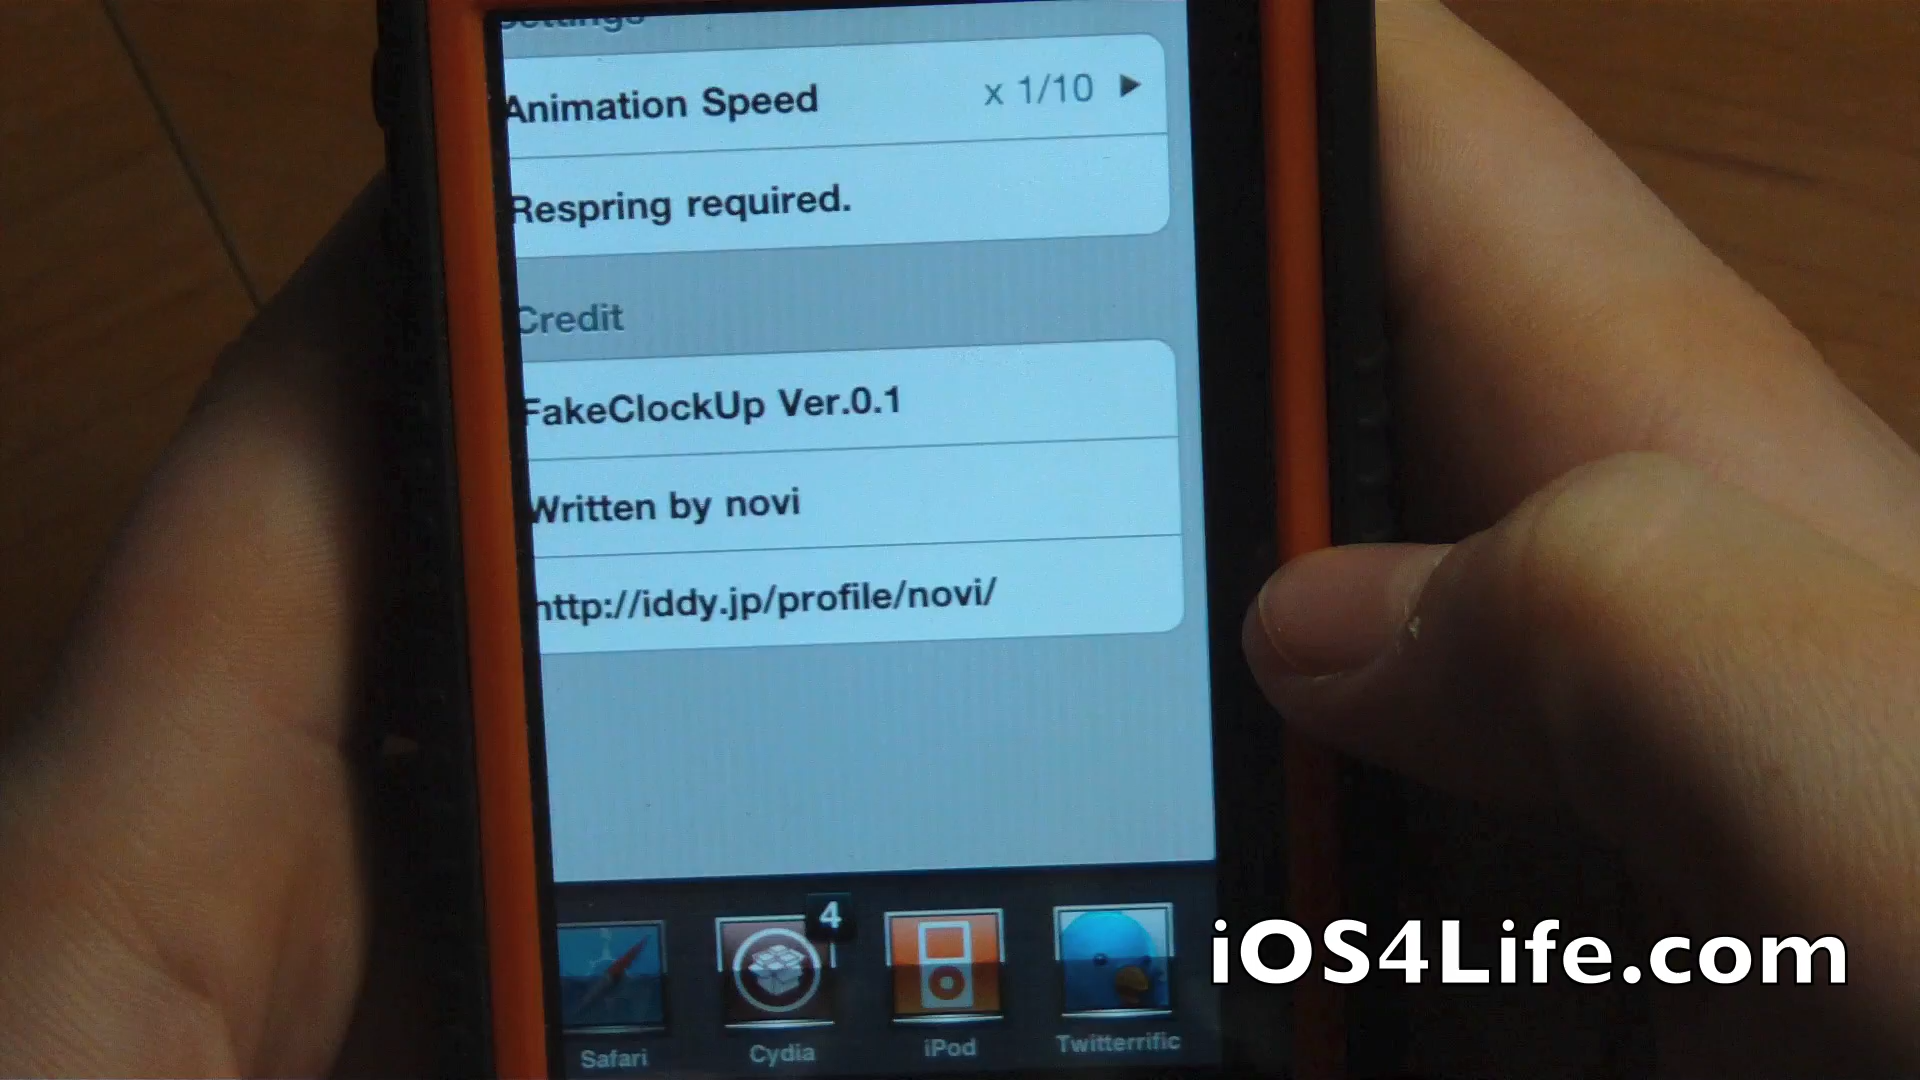 Settings
Animation Speed x 1/10
Respring required.
Credit
FakeClockUp Ver.0.1
Written by novi
http://iddy.jp/profile/novi/
4
Safari Cydia iPod Twitterrific
iOS4Life.com